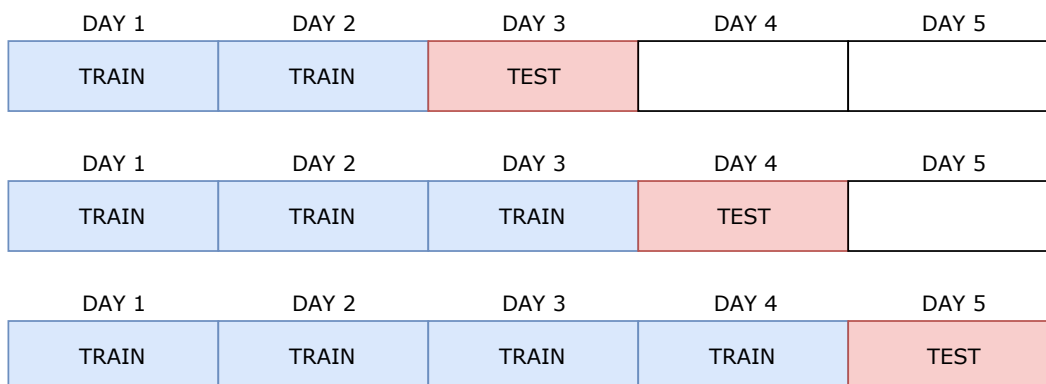 DAY 1 DAY 2 DAY 3 DAY 4 DAY 5
TRAIN TRAIN TEST
DAY 1 DAY 2 DAY 3 DAY 4 DAY 5
TRAIN TRAIN TRAIN TEST
DAY 1 DAY 2 DAY 3 DAY 4 DAY 5
TRAIN TRAIN TRAIN TRAIN TEST